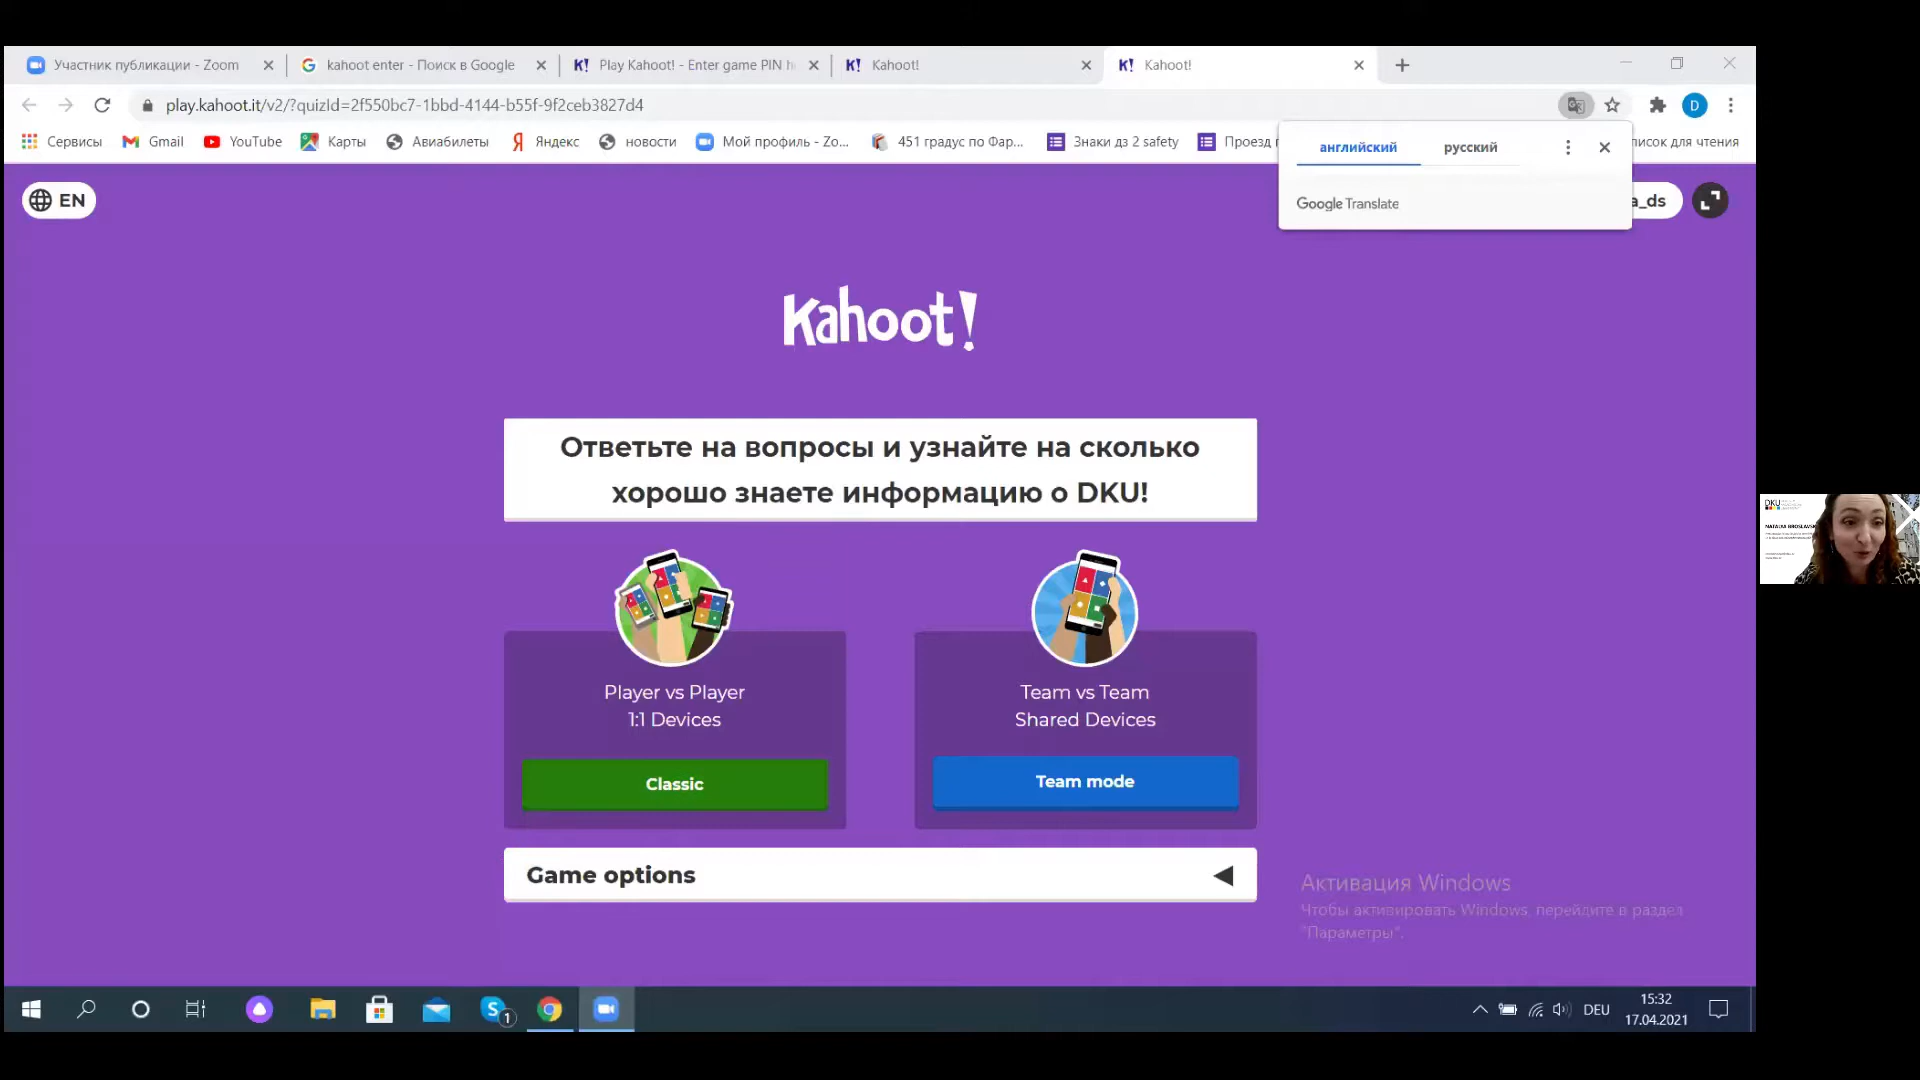 Участник публикации - Zoom
kahoot enter - Поиск в Google
Play Kahoot! - Enter game PIN h
Kahoot!
Kahoot!
play.kahoot.it/v2/?quizId=2f550bc7-1bbd-4144-b55f-9f2ceb3827d4
D
Сервисы
Gmail
YouTube
Карты
Авиабилеты
Яндекс
новости
Мой профиль - Zo...
451 градус по Фар...
Знаки дз 2 safety
Проезд
писок для чтения
английский
русский
Google Translate
EN
a_ds
Kahoot!
Ответьте на вопросы и узнайте на сколько
хорошо знаете информацию о DKU!
Player vs Player
1:1 Devices
Classic
Team vs Team
Shared Devices
Team mode
Game options
Активация Windows
Чтобы активировать Windows, перейдите в раздел
"Параметры".
DKU
1
DEU
15:32
17.04.2021